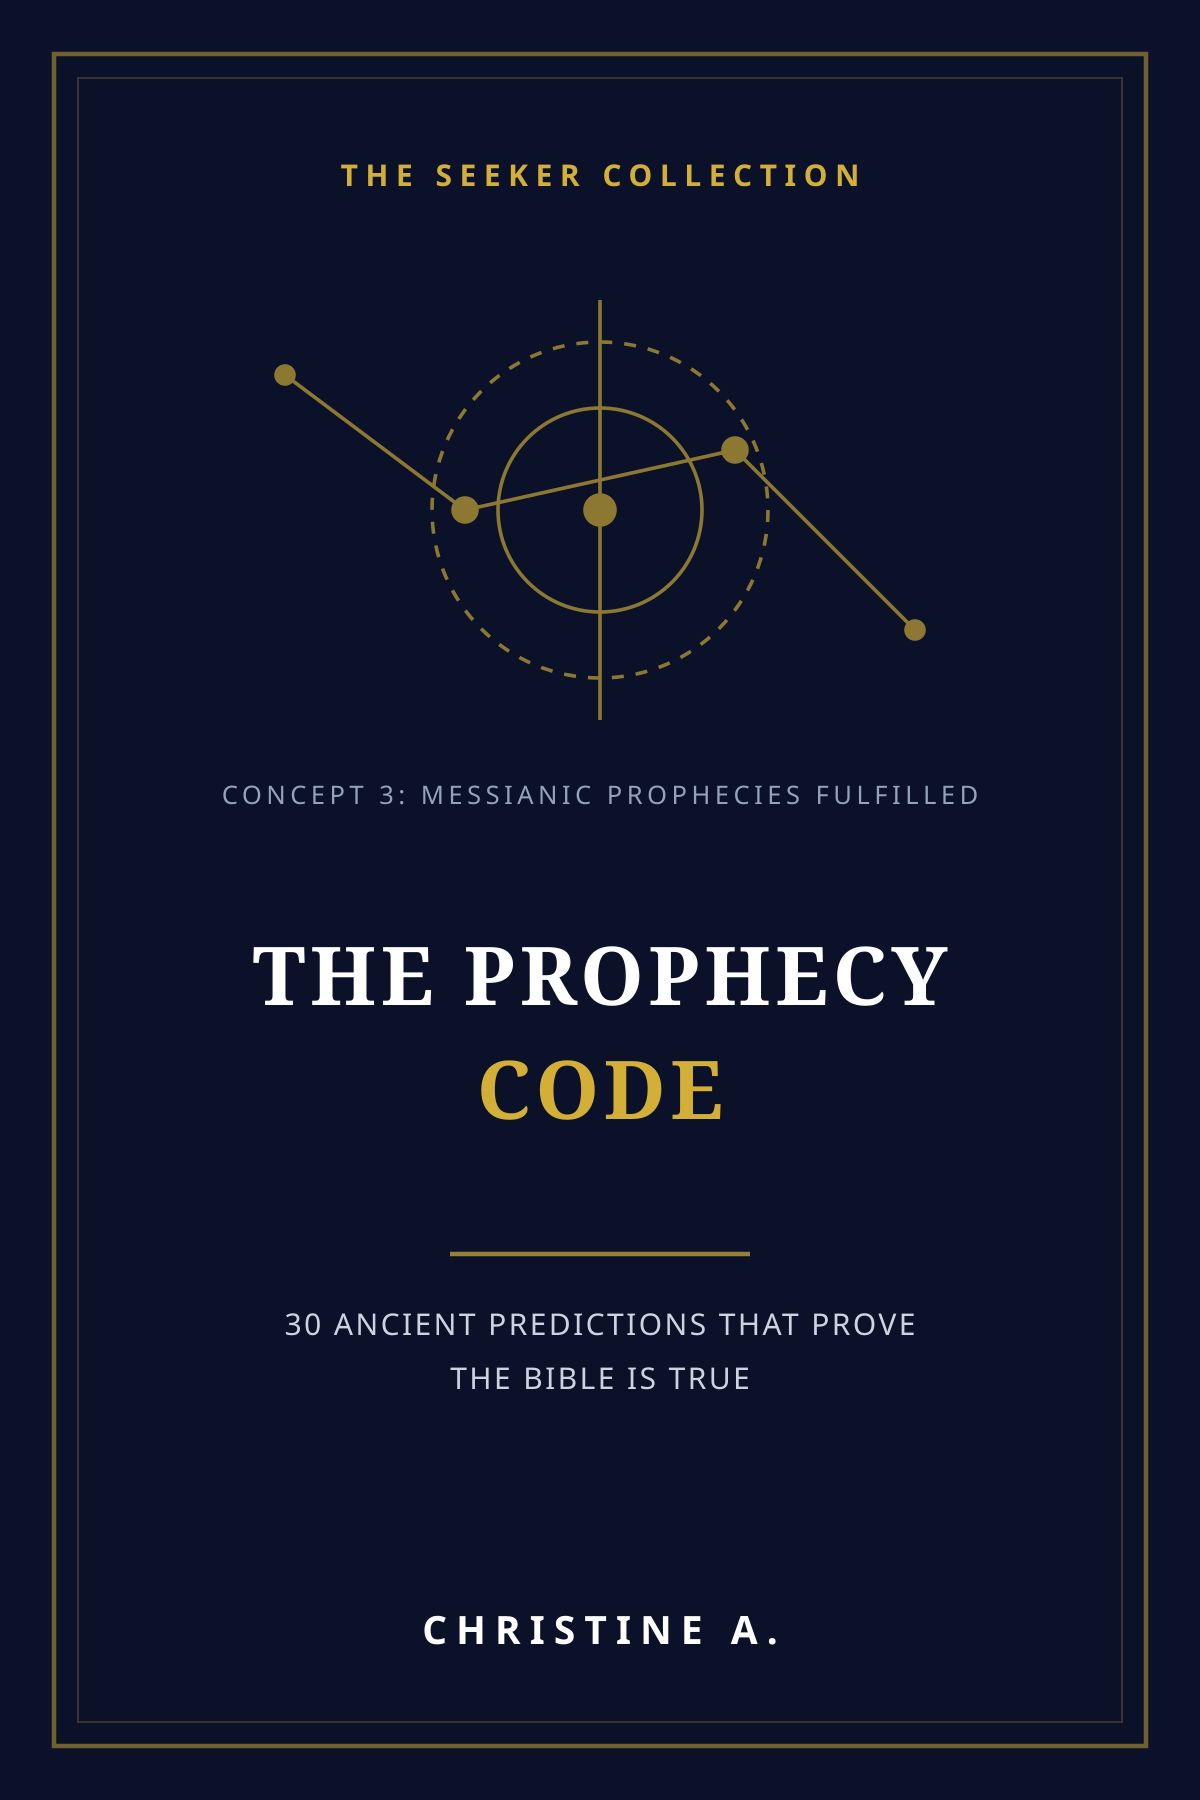 THE SEEKER COLLECTION
CONCEPT 3: MESSIANIC PROPHECIES FULFILLED
THE PROPHECY
CODE
30 ANCIENT PREDICTIONS THAT PROVE
THE BIBLE IS TRUE
CHRISTINE A.